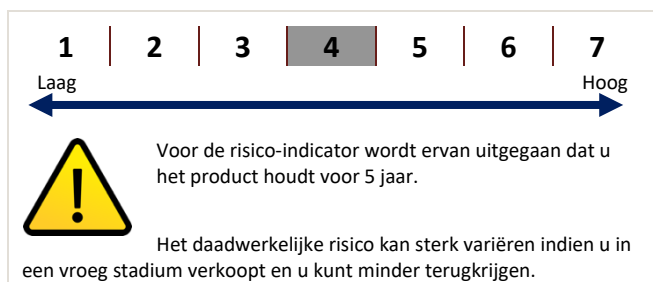 1 2 3 4 5 6 7
Laag Hoog
Voor de risico-indicator wordt ervan uitgegaan dat u
het product houdt voor 5 jaar.
Het daadwerkelijke risico kan sterk variëren indien u in
een vroeg stadium verkoopt en u kunt minder terugkrijgen.